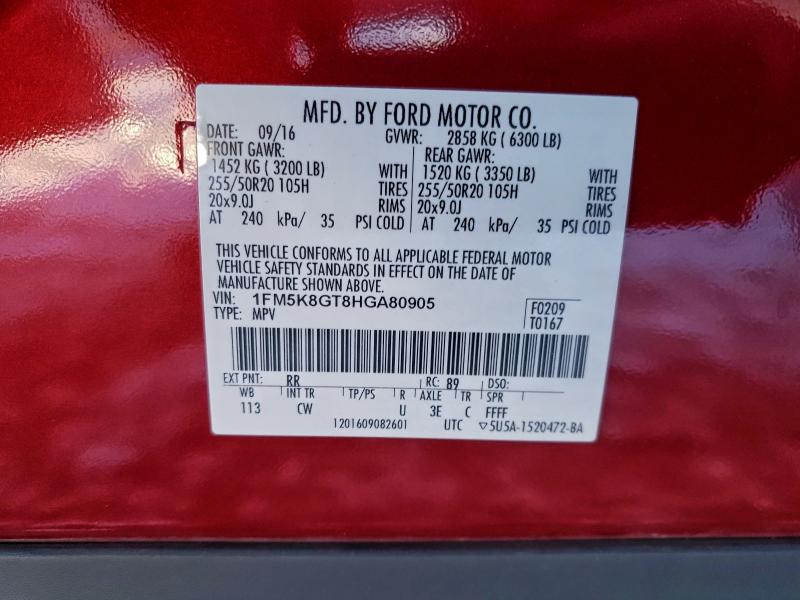 MFD. BY FORD MOTOR CO.
DATE: 09/16 GVWR: 2858 KG ( 6300 LB)
FRONT GAWR: REAR GAWR:
1452 KG ( 3200 LB) WITH 1520 KG ( 3350 LB) WITH
255/50R20 105H TIRES 255/50R20 105H TIRES
20x9.0J RIMS 20x9.0J RIMS
AT 240 kPa/ 35 PSI COLD AT 240 kPa/ 35 PSI COLD
THIS VEHICLE CONFORMS TO ALL APPLICABLE FEDERAL MOTOR
VEHICLE SAFETY STANDARDS IN EFFECT ON THE DATE OF
MANUFACTURE SHOWN ABOVE.
VIN: 1FM5K8GT8HGA80905 F0209
TYPE: MPV T0167
EXT PNT: RR RC: 89 DSO:
WB INT TR TP/PS R AXLE TR SPR
113 CW U 3E C FFFF
1201609082601 UTC ▽5U5A-1520472-BA